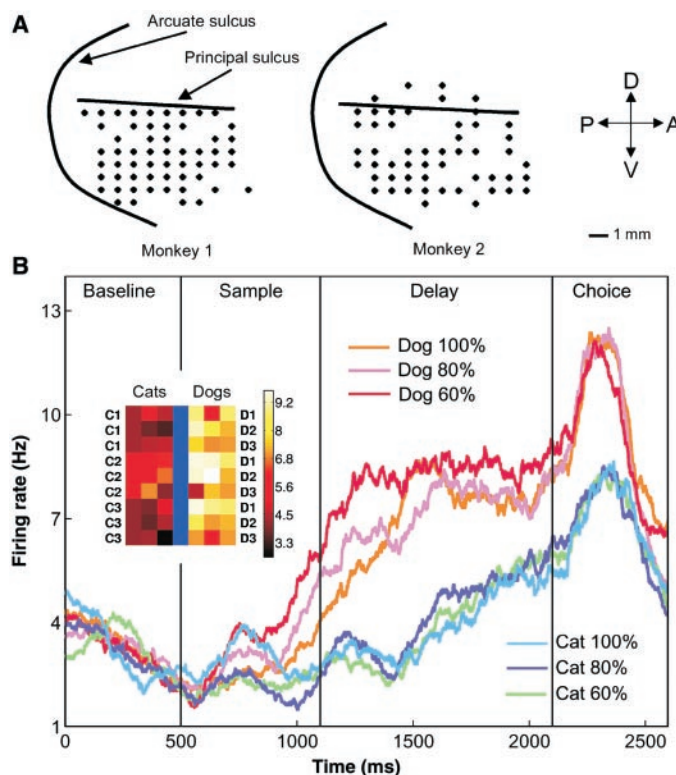 A
Arcuate sulcus
Principal sulcus
D
P A
V
1 mm
Monkey 1 Monkey 2
B
Baseline Sample Delay Choice
13
Dog 100%
Dog 80%
Dog 60%
Cats Dogs
C1 D1 9.2
C1 D2 8.1
C1 D3
C2 D1 6.8
C2 D2 5.6
C2 D3
C3 D1 4.5
C3 D2
C3 D3 3.3
10
Firing rate (Hz)
7
4
Cat 100%
Cat 80%
Cat 60%
1
0 500 1000 1500 2000 2500
Time (ms)